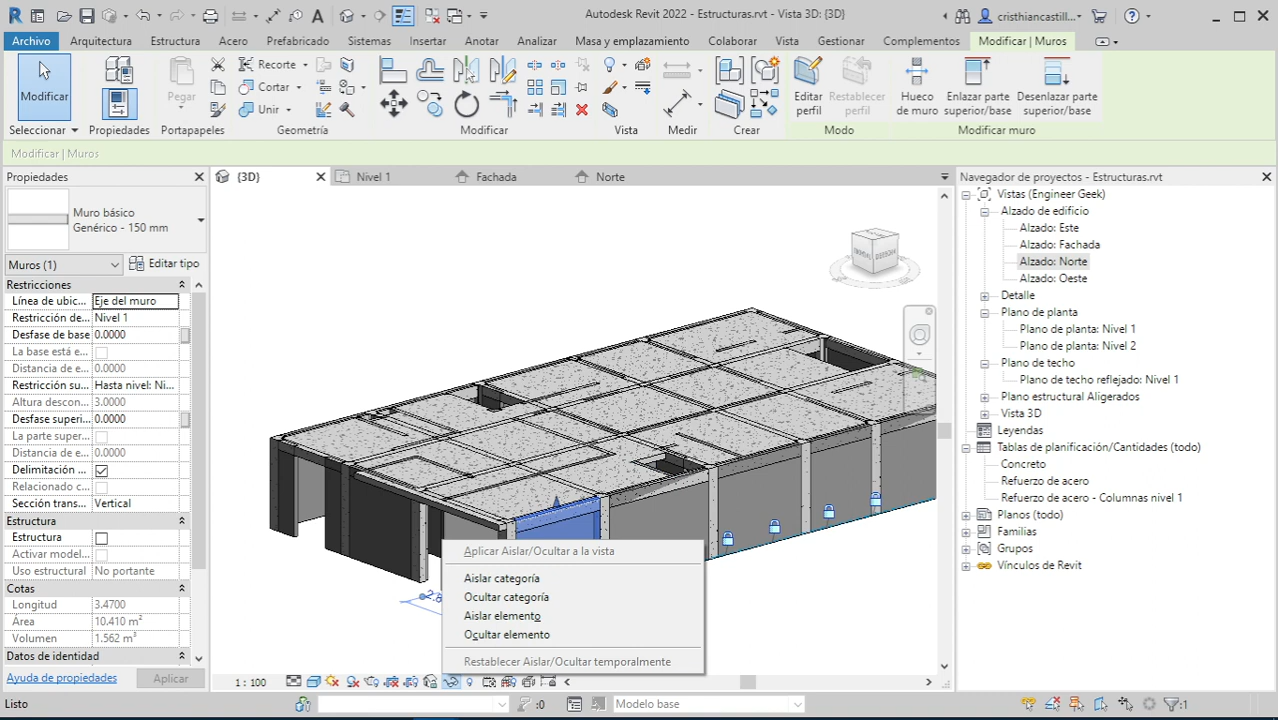 Autodesk Revit 2022 - Estructuras.rvt - Vista 3D: {3D}
cristhiancastill...
Archivo Arquitectura Estructura Acero Prefabricado Sistemas Insertar Anotar Analizar Masa y emplazamiento Colaborar Vista Gestionar Complementos Modificar | Muros
Modificar
Pegar
Recorte
Cortar
Unir
Editar perfil
Restablecer perfil
Hueco de muro
Enlazar parte superior/base
Desenlazar parte superior/base
Seleccionar Propiedades Portapapeles Geometría Modificar Vista Medir Crear Modo Modificar muro
Modificar | Muros
Propiedades
Muro básico
Genérico - 150 mm
Muros (1)
Editar tipo
Restricciones
Línea de ubic... Eje del muro
Restricción de... Nivel 1
Desfase de base 0.0000
La base está e...
Distancia de e... 0.0000
Restricción su... Hasta nivel: Ni...
Altura descon... 3.0000
Desfase superi... 0.0000
La parte super...
Distancia de e... 0.0000
Delimitación ...
Relacionado c...
Sección trans... Vertical
Estructura
Estructura
Activar model...
Uso estructural No portante
Cotas
Longitud 3.4700
Área 10.410 m²
Volumen 1.562 m³
Datos de identidad
Ayuda de propiedades
Aplicar
{3D}
Nivel 1
Fachada
Norte
Aplicar Aislar/Ocultar a la vista
Aislar categoría
Ocultar categoría
Aislar elemento
Ocultar elemento
Restablecer Aislar/Ocultar temporalmente
1 : 100
Navegador de proyectos - Estructuras.rvt
Vistas (Engineer Geek)
Alzado de edificio
Alzado: Este
Alzado: Fachada
Alzado: Norte
Alzado: Oeste
Detalle
Plano de planta
Plano de planta: Nivel 1
Plano de planta: Nivel 2
Plano de techo
Plano de techo reflejado: Nivel 1
Plano estructural Aligerados
Vista 3D
Leyendas
Tablas de planificación/Cantidades (todo)
Concreto
Refuerzo de acero
Refuerzo de acero - Columnas nivel 1
Planos (todo)
Familias
Grupos
Vínculos de Revit
Listo
:0
Modelo base
:1